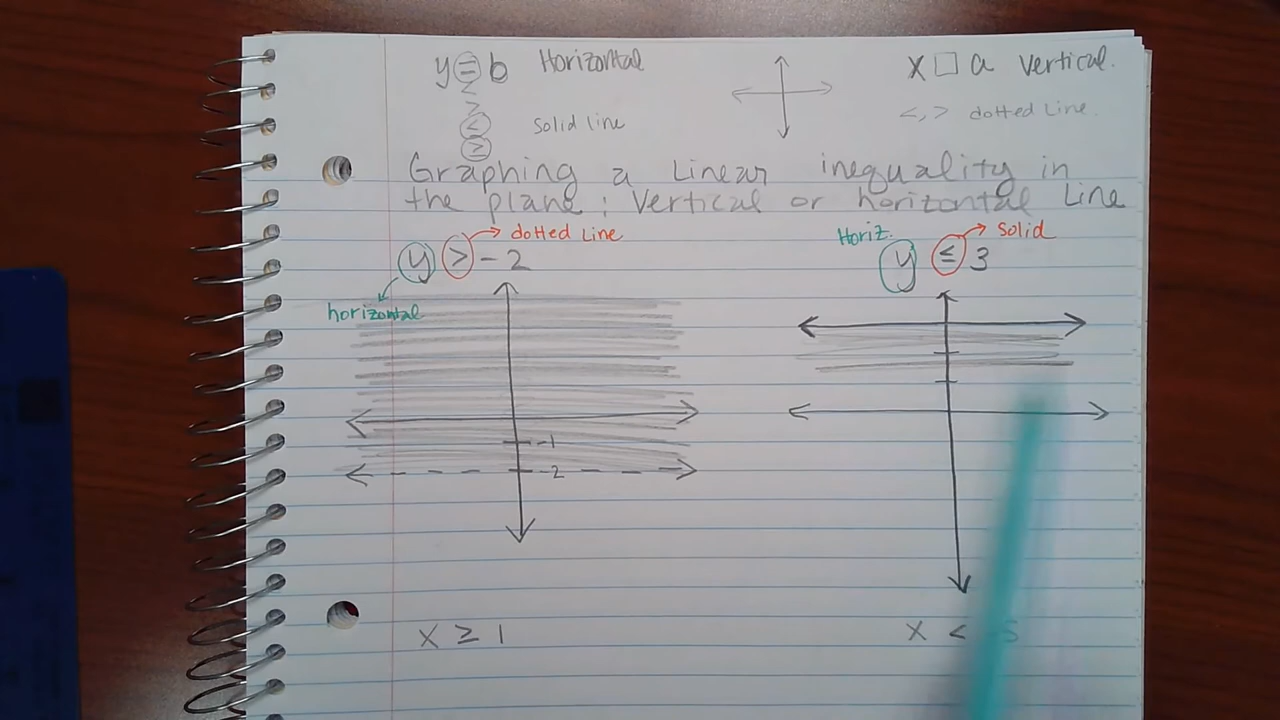 y = b Horizontal
<
>
≤ solid line
≥
x □ a vertical.
<, > dotted Line.
Graphing a Linear inequality in
the plane: Vertical or horizontal Line
→ dotted Line
y > -2
horizontal
-1
-2
Horiz. → Solid
y ≤ 3
x ≥ 1
x <